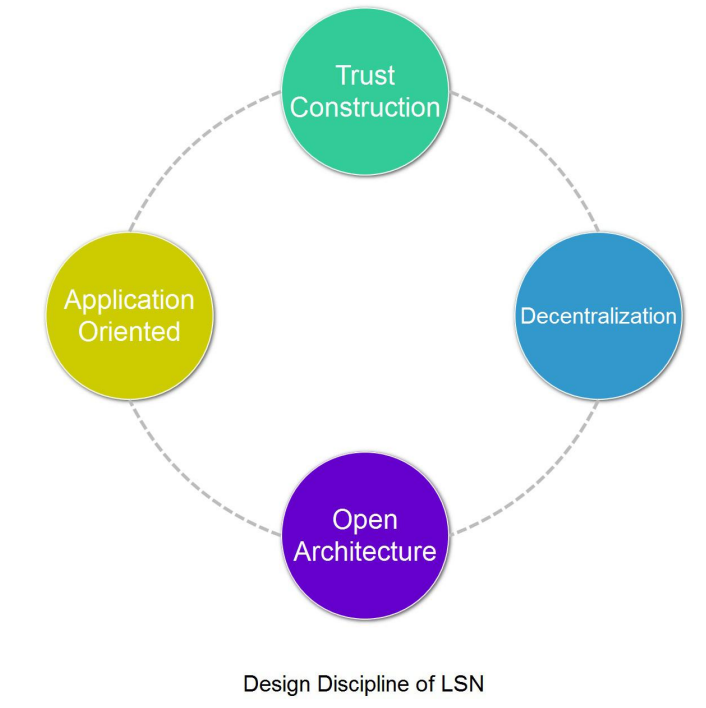 Trust
Construction
Application
Oriented
Decentralization
Open
Architecture
Design Discipline of LSN